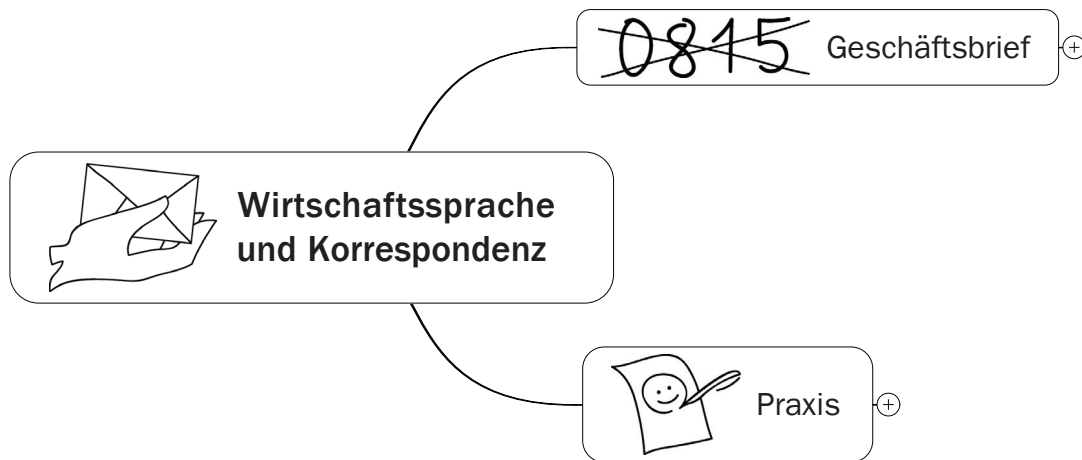 0815 Geschäftsbrief
Wirtschaftssprache
und Korrespondenz
Praxis